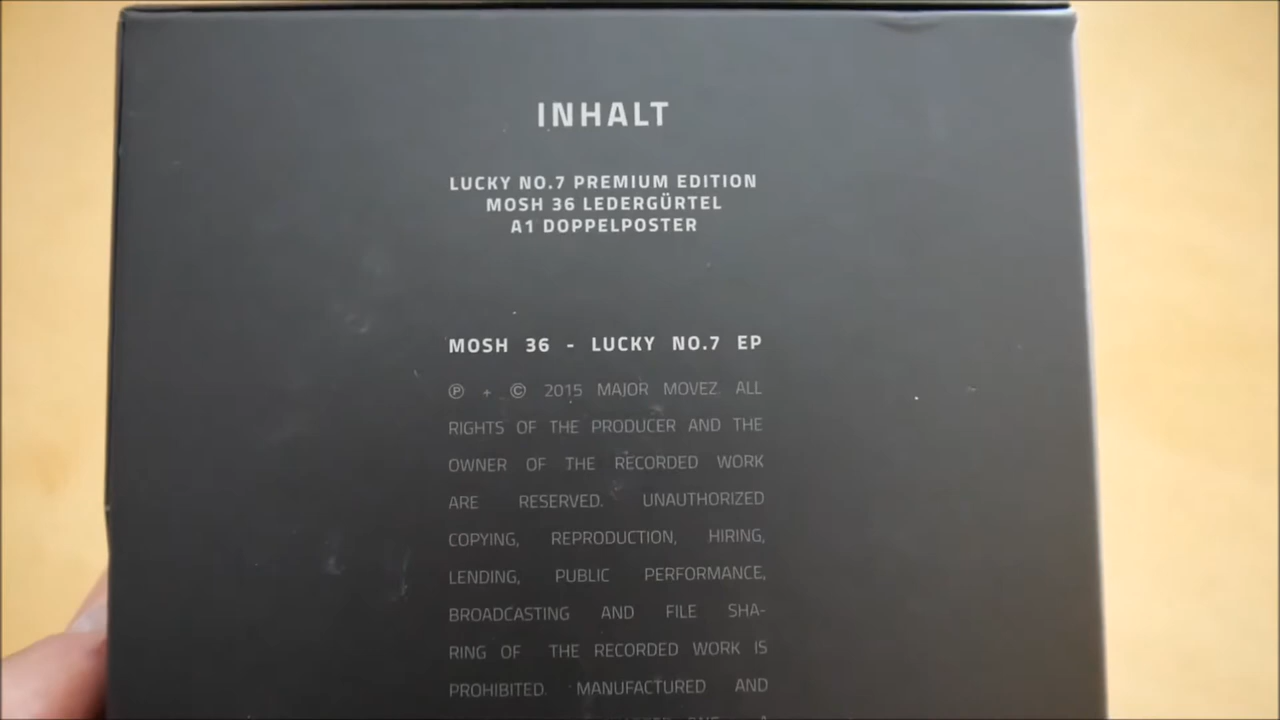 INHALT
LUCKY NO.7 PREMIUM EDITION
MOSH 36 LEDERGÜRTEL
A1 DOPPELPOSTER
MOSH 36 - LUCKY NO.7 EP
℗ + © 2015 MAJOR MOVEZ ALL
RIGHTS OF THE PRODUCER AND THE
OWNER OF THE RECORDED WORK
ARE RESERVED. UNAUTHORIZED
COPYING, REPRODUCTION, HIRING,
LENDING, PUBLIC PERFORMANCE,
BROADCASTING AND FILE SHA-
RING OF THE RECORDED WORK IS
PROHIBITED. MANUFACTURED AND